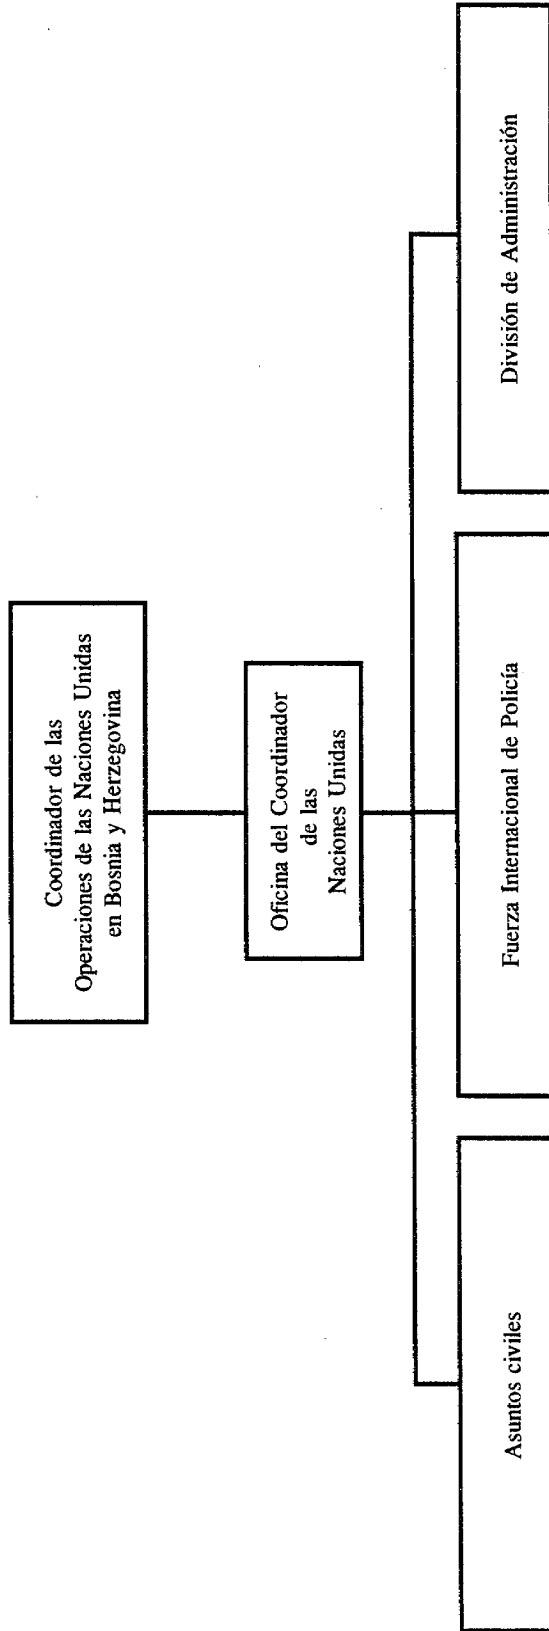 Coordinador de las
Operaciones de las Naciones Unidas
en Bosnia y Herzegovina
Oficina del Coordinador
de las
Naciones Unidas
Asuntos civiles
Fuerza Internacional de Policía
División de Administración